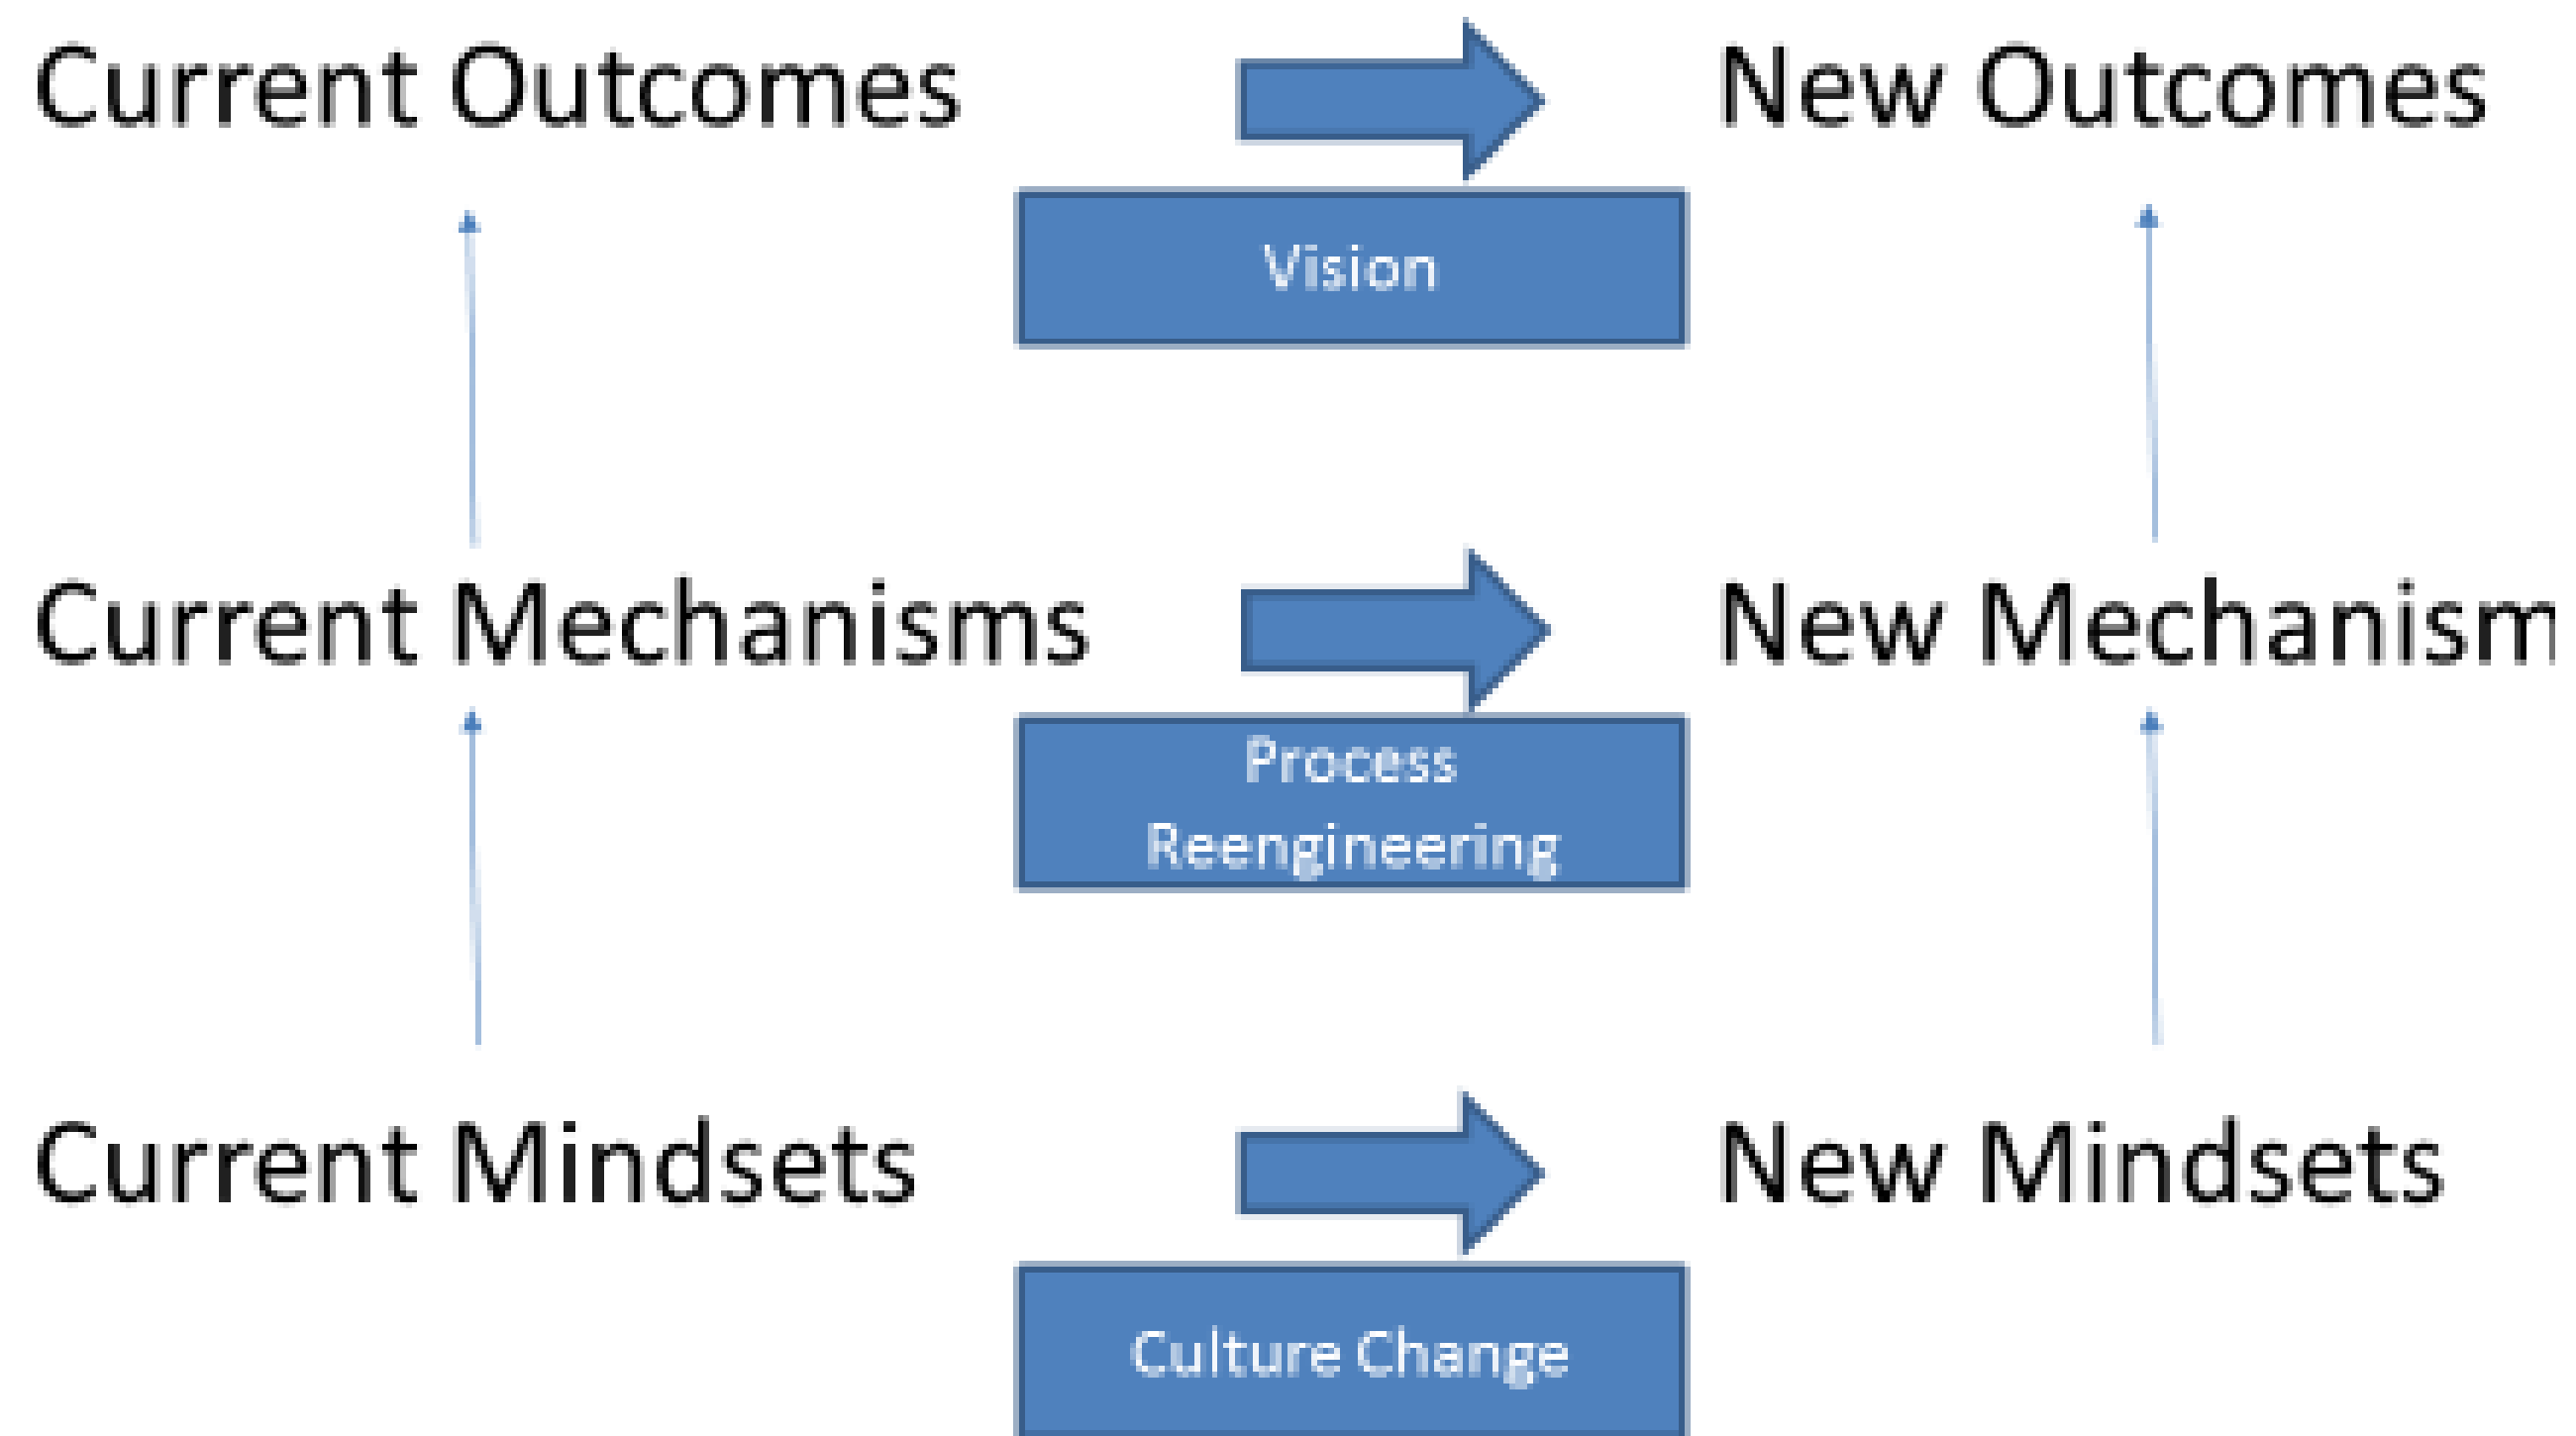 Current Outcomes
New Outcomes
Vision
Current Mechanisms
New Mechanism
Process
Reengineering
Current Mindsets
New Mindsets
Culture Change